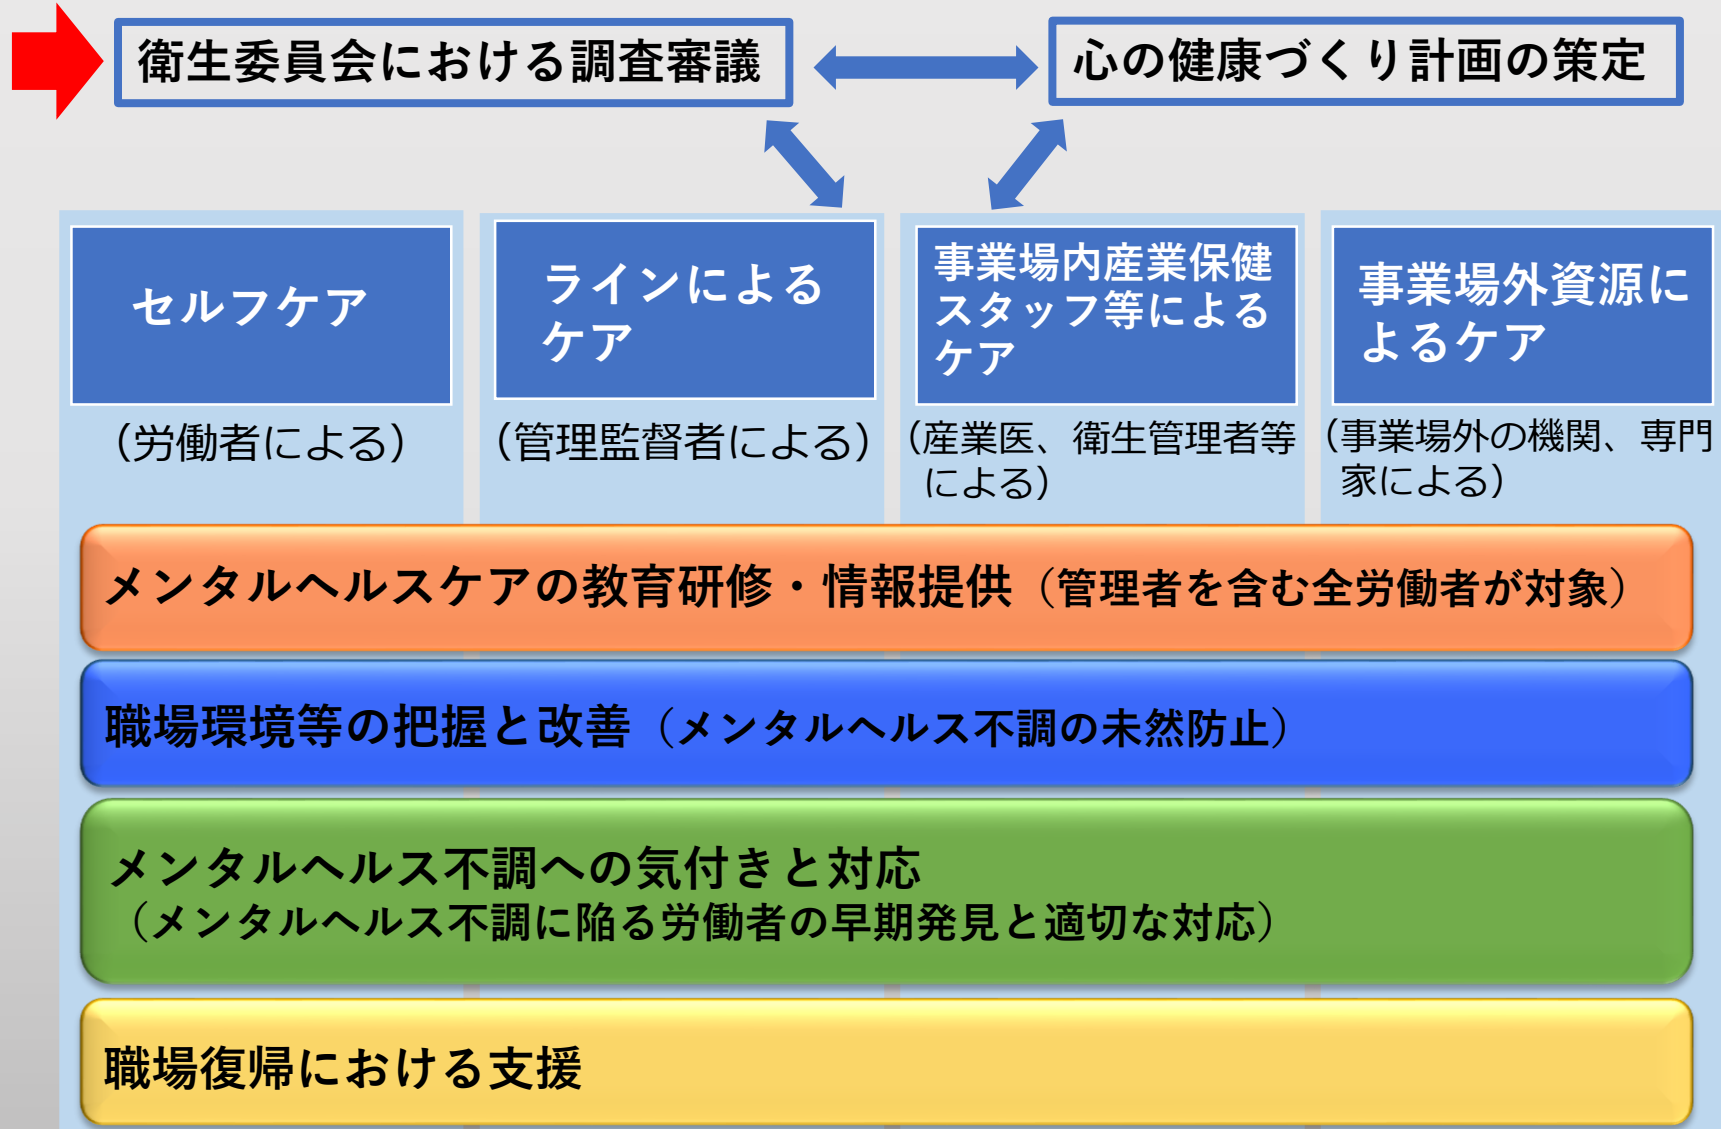 衛生委員会における調査審議
心の健康づくり計画の策定
セルフケア
ラインによる
ケア
事業場内産業保健
スタッフ等による
ケア
事業場外資源に
よるケア
（労働者による）
（管理監督者による）
（産業医、衛生管理者等
による）
（事業場外の機関、専門
家による）
メンタルヘルスケアの教育研修・情報提供（管理者を含む全労働者が対象）
職場環境等の把握と改善（メンタルヘルス不調の未然防止）
メンタルヘルス不調への気付きと対応
（メンタルヘルス不調に陥る労働者の早期発見と適切な対応）
職場復帰における支援